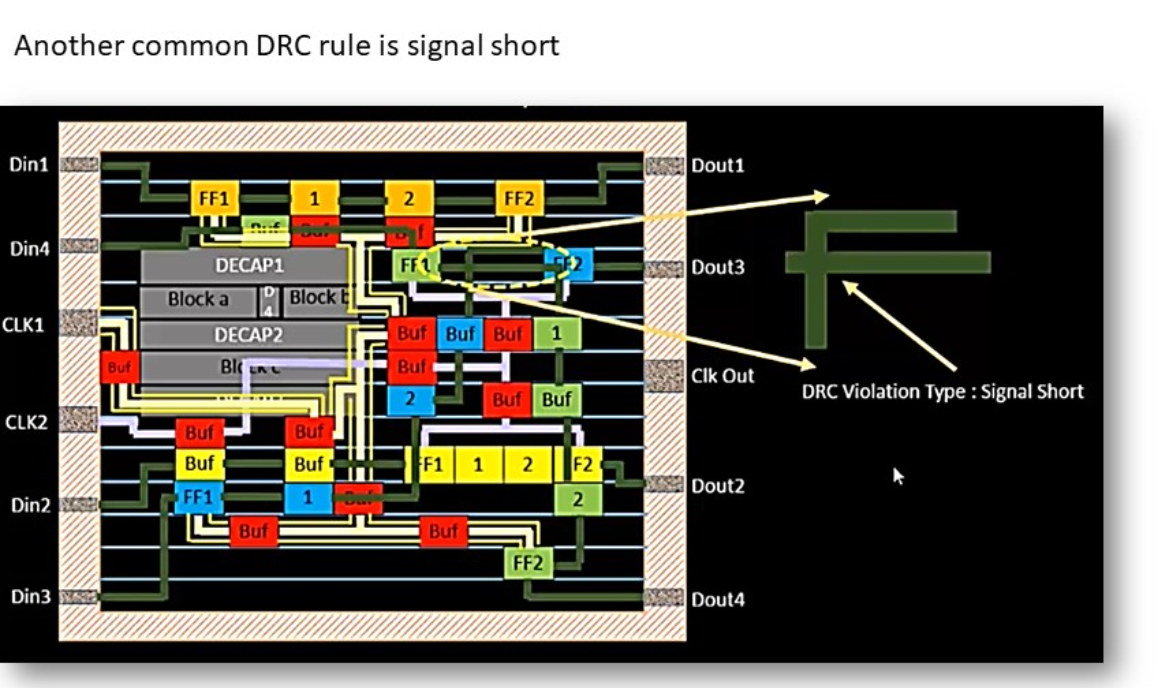 Another common DRC rule is signal short
Din1
Dout1
FF1 1 2 FF2
Buf Buf Buf
Din4
DECAP1
FF1 FF2
Dout3
Block a D4 Block b
CLK1
DECAP2
Buf Buf Buf 1
Buf Block c Buf
Clk Out
DRC Violation Type : Signal Short
2 Buf Buf
CLK2
Buf Buf
Buf Buf FF1 1 2 F2
Dout2
Din2
FF1 1 Buf 2
Buf Buf
FF2
Din3
Dout4